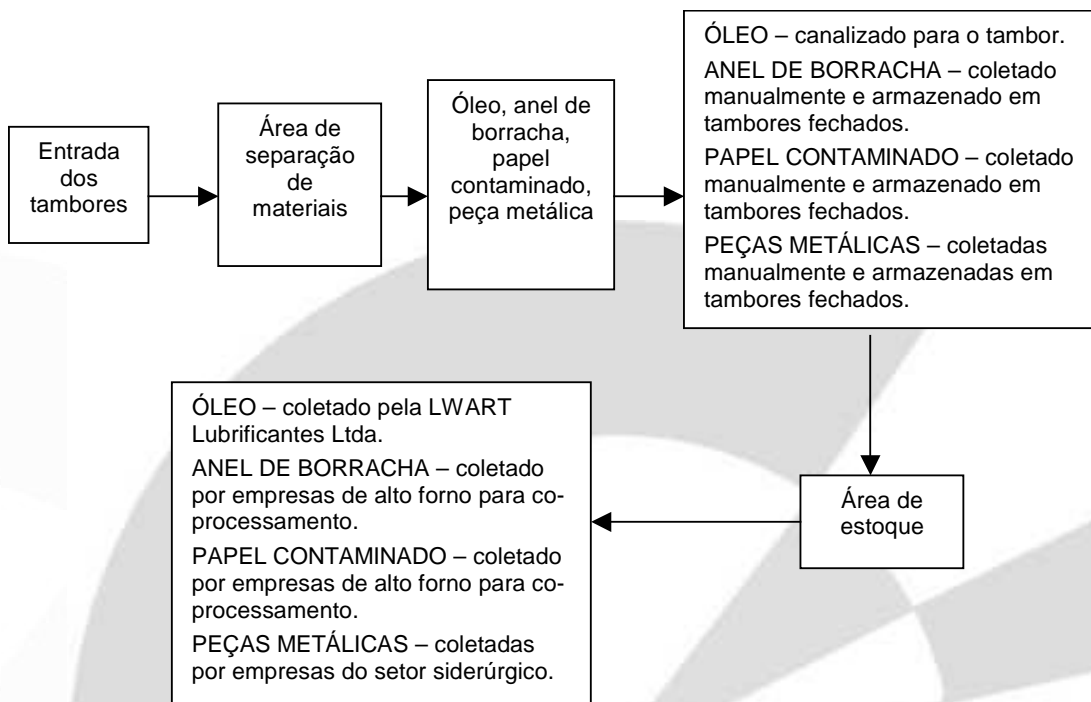 Entrada
dos
tambores
Área de
separação
de
materiais
Óleo, anel de
borracha,
papel
contaminado,
peça metálica
ÓLEO – canalizado para o tambor.
ANEL DE BORRACHA – coletado
manualmente e armazenado em
tambores fechados.
PAPEL CONTAMINADO – coletado
manualmente e armazenado em
tambores fechados.
PEÇAS METÁLICAS – coletadas
manualmente e armazenadas em
tambores fechados.
Área de
estoque
ÓLEO – coletado pela LWART
Lubrificantes Ltda.
ANEL DE BORRACHA – coletado
por empresas de alto forno para co-
processamento.
PAPEL CONTAMINADO – coletado
por empresas de alto forno para co-
processamento.
PEÇAS METÁLICAS – coletadas
por empresas do setor siderúrgico.